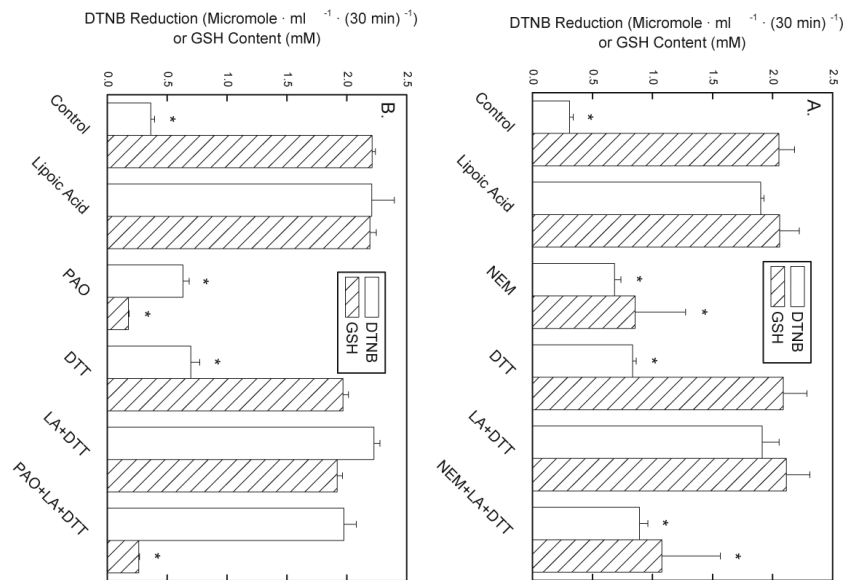 DTNB Reduction (Micromole · ml -1 · (30 min) -1)
or GSH Content (mM)
A.
0.0
0.5
1.0
1.5
2.0
2.5
*
*
*
*
*
*
DTNB
GSH
Control
Lipoic Acid
NEM
DTT
LA+DTT
NEM+LA+DTT
DTNB Reduction (Micromole · ml -1 · (30 min) -1)
or GSH Content (mM)
B.
0.0
0.5
1.0
1.5
2.0
2.5
*
*
*
*
*
DTNB
GSH
Control
Lipoic Acid
PAO
DTT
LA+DTT
PAO+LA+DTT